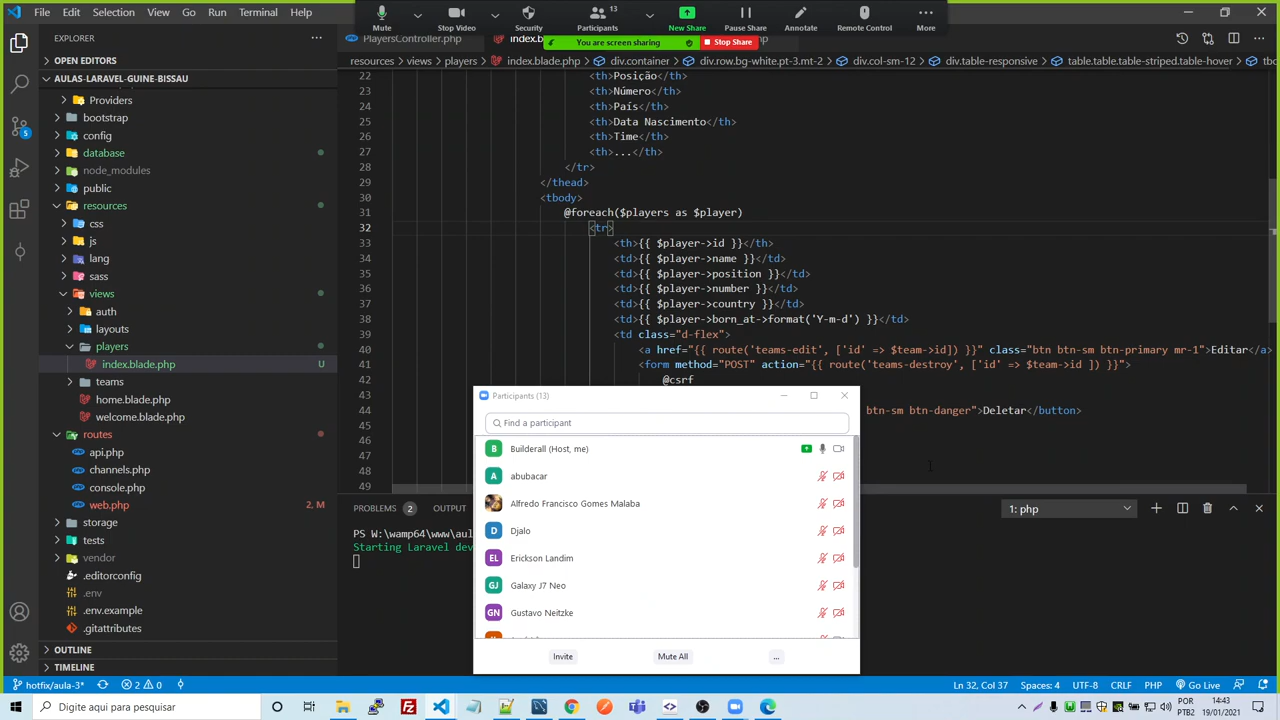 File Edit
Go Run Terminal Help
Mute
Stop Video
Security
13
Participants
New Share
Pause Share
Annotate
Remote Control
More
You are screen sharing
Stop Share
EXPLORER
PlayersController.php
OPEN EDITORS
AULAS-LARAVEL-GUINE-BISSAU
Providers
bootstrap
config
database
node_modules
public
resources
css
js
lang
sass
views
auth
layouts
players
index.blade.php U
teams
home.blade.php
welcome.blade.php
routes
api.php
channels.php
console.php
web.php 2, M
storage
tests
vendor
.editorconfig
.env
.env.example
.gitattributes
OUTLINE
TIMELINE
5
resources > views > players > index.blade.php > div.container > div.row.bg-white.pt-3.mt-2 > div.col-sm-12 > div.table-responsive > table.table.table-striped.table-hover >
22 <th>Posição</th>
23 <th>Número</th>
24 <th>País</th>
25 <th>Data Nascimento</th>
26 <th>Time</th>
27 <th>...</th>
28 </tr>
29 </thead>
30 <tbody>
31 @foreach($players as $player)
32 <tr>
33 <th>{{ $player->id }}</th>
34 <td>{{ $player->name }}</td>
35 <td>{{ $player->position }}</td>
36 <td>{{ $player->number }}</td>
37 <td>{{ $player->country }}</td>
38 <td>{{ $player->born_at->format('Y-m-d') }}</td>
39 <td class="d-flex">
40 <a href="{{ route('teams-edit', ['id' => $team->id]) }}" class="btn btn-sm btn-primary mr-1">Editar</a>
41 <form method="POST" action="{{ route('teams-destroy', ['id' => $team->id ]) }}">
42 @csrf
43
44 btn-sm btn-danger">Deletar</button>
45
46
47
48
49
PROBLEMS 2 OUTPUT
1: php
PS W:\wamp64\www\aul
Starting Laravel dev
Participants (13)
Find a participant
B Builderall (Host, me)
A abubacar
Alfredo Francisco Gomes Malaba
D Djalo
EL Erickson Landim
GJ Galaxy J7 Neo
GN Gustavo Neitzke
Invite
Mute All
...
hotfix/aula-3* 2 0
Ln 32, Col 37 Spaces: 4 UTF-8 CRLF PHP Go Live
Digite aqui para pesquisar
POR
PTB2
14:43
19/01/2021